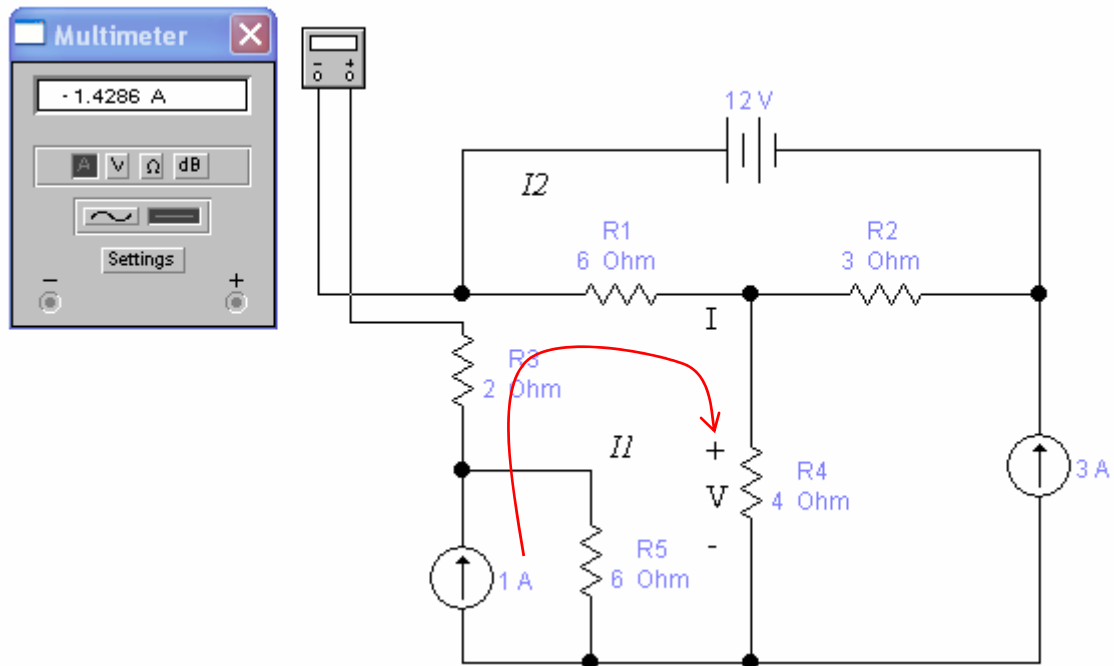 Multimeter
-1.4286 A
A V Ω dB
Settings
- +
- +
12 V
I2
R1
6 Ohm
R2
3 Ohm
I
R3
2 Ohm
I1
+
V
-
R4
4 Ohm
3 A
1 A
R5
6 Ohm